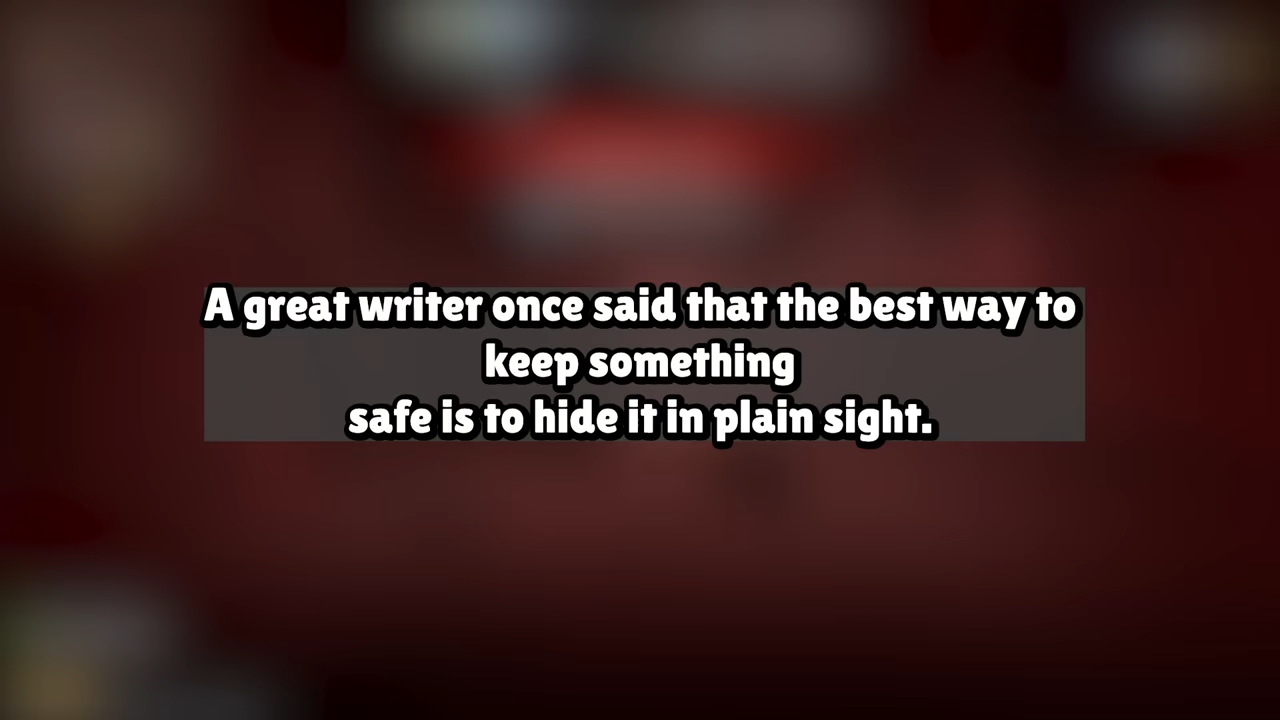 A great writer once said that the best way to
keep something
safe is to hide it in plain sight.